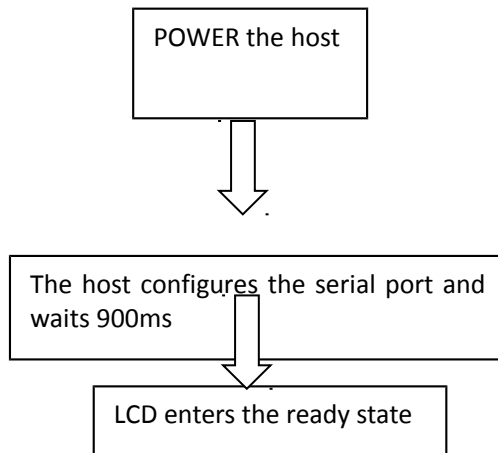 POWER the host
The host configures the serial port and
waits 900ms
LCD enters the ready state